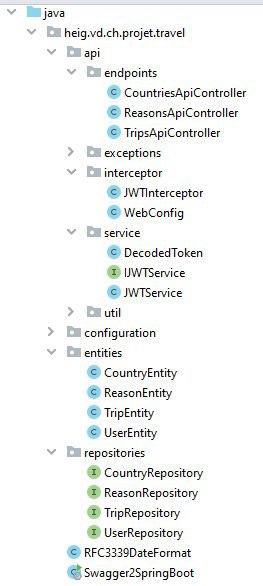 java
heig.vd.ch.projet.travel
api
endpoints
CountriesApiController
ReasonsApiController
TripsApiController
exceptions
interceptor
JWTInterceptor
WebConfig
service
DecodedToken
IJWTService
JWTService
util
configuration
entities
CountryEntity
ReasonEntity
TripEntity
UserEntity
repositories
CountryRepository
ReasonRepository
TripRepository
UserRepository
RFC3339DateFormat
Swagger2SpringBoot